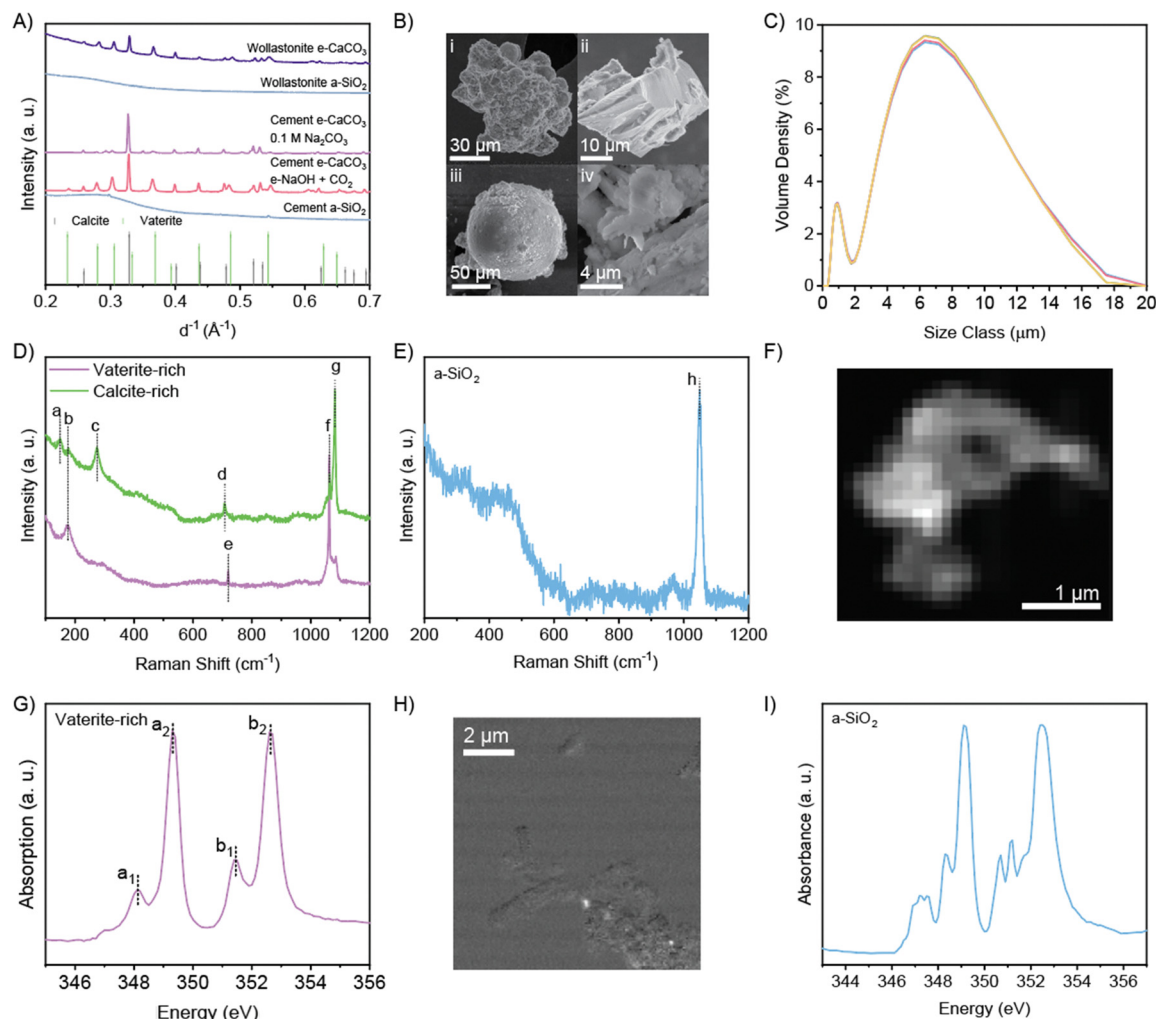 A)
Wollastonite e-CaCO₃
Wollastonite a-SiO₂
Cement e-CaCO₃
0.1 M Na₂CO₃
Cement e-CaCO₃
e-NaOH + CO₂
Cement a-SiO₂
Calcite
Vaterite
Intensity (a. u.)
0.2 0.3 0.4 0.5 0.6 0.7
d⁻¹ (Å⁻¹)
B)
i
30 μm
ii
10 μm
iii
50 μm
iv
4 μm
C)
Volume Density (%)
10
8
6
4
2
0
0 2 4 6 8 10 12 14 16 18 20
Size Class (μm)
D)
Vaterite-rich
Calcite-rich
a
b
c
d
e
f
g
Intensity (a. u.)
200 400 600 800 1000 1200
Raman Shift (cm⁻¹)
E)
a-SiO₂
h
Intensity (a. u.)
200 400 600 800 1000 1200
Raman Shift (cm⁻¹)
F)
1 μm
G)
Vaterite-rich
a₁
a₂
b₁
b₂
Absorption (a. u.)
346 348 350 352 354 356
Energy (eV)
H)
2 μm
I)
a-SiO₂
Absorbance (a. u.)
344 346 348 350 352 354 356
Energy (eV)